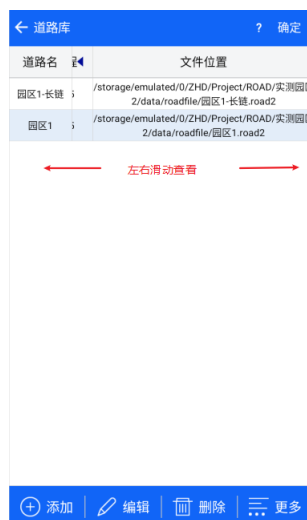 道路库 ? 确定
道路名 文件位置
园区1-长链 /storage/emulated/0/ZHD/Project/ROAD/实测园
2/data/roadfile/园区1-长链.road2
园区1 /storage/emulated/0/ZHD/Project/ROAD/实测园
2/data/roadfile/园区1.road2
左右滑动查看
添加 编辑 删除 更多